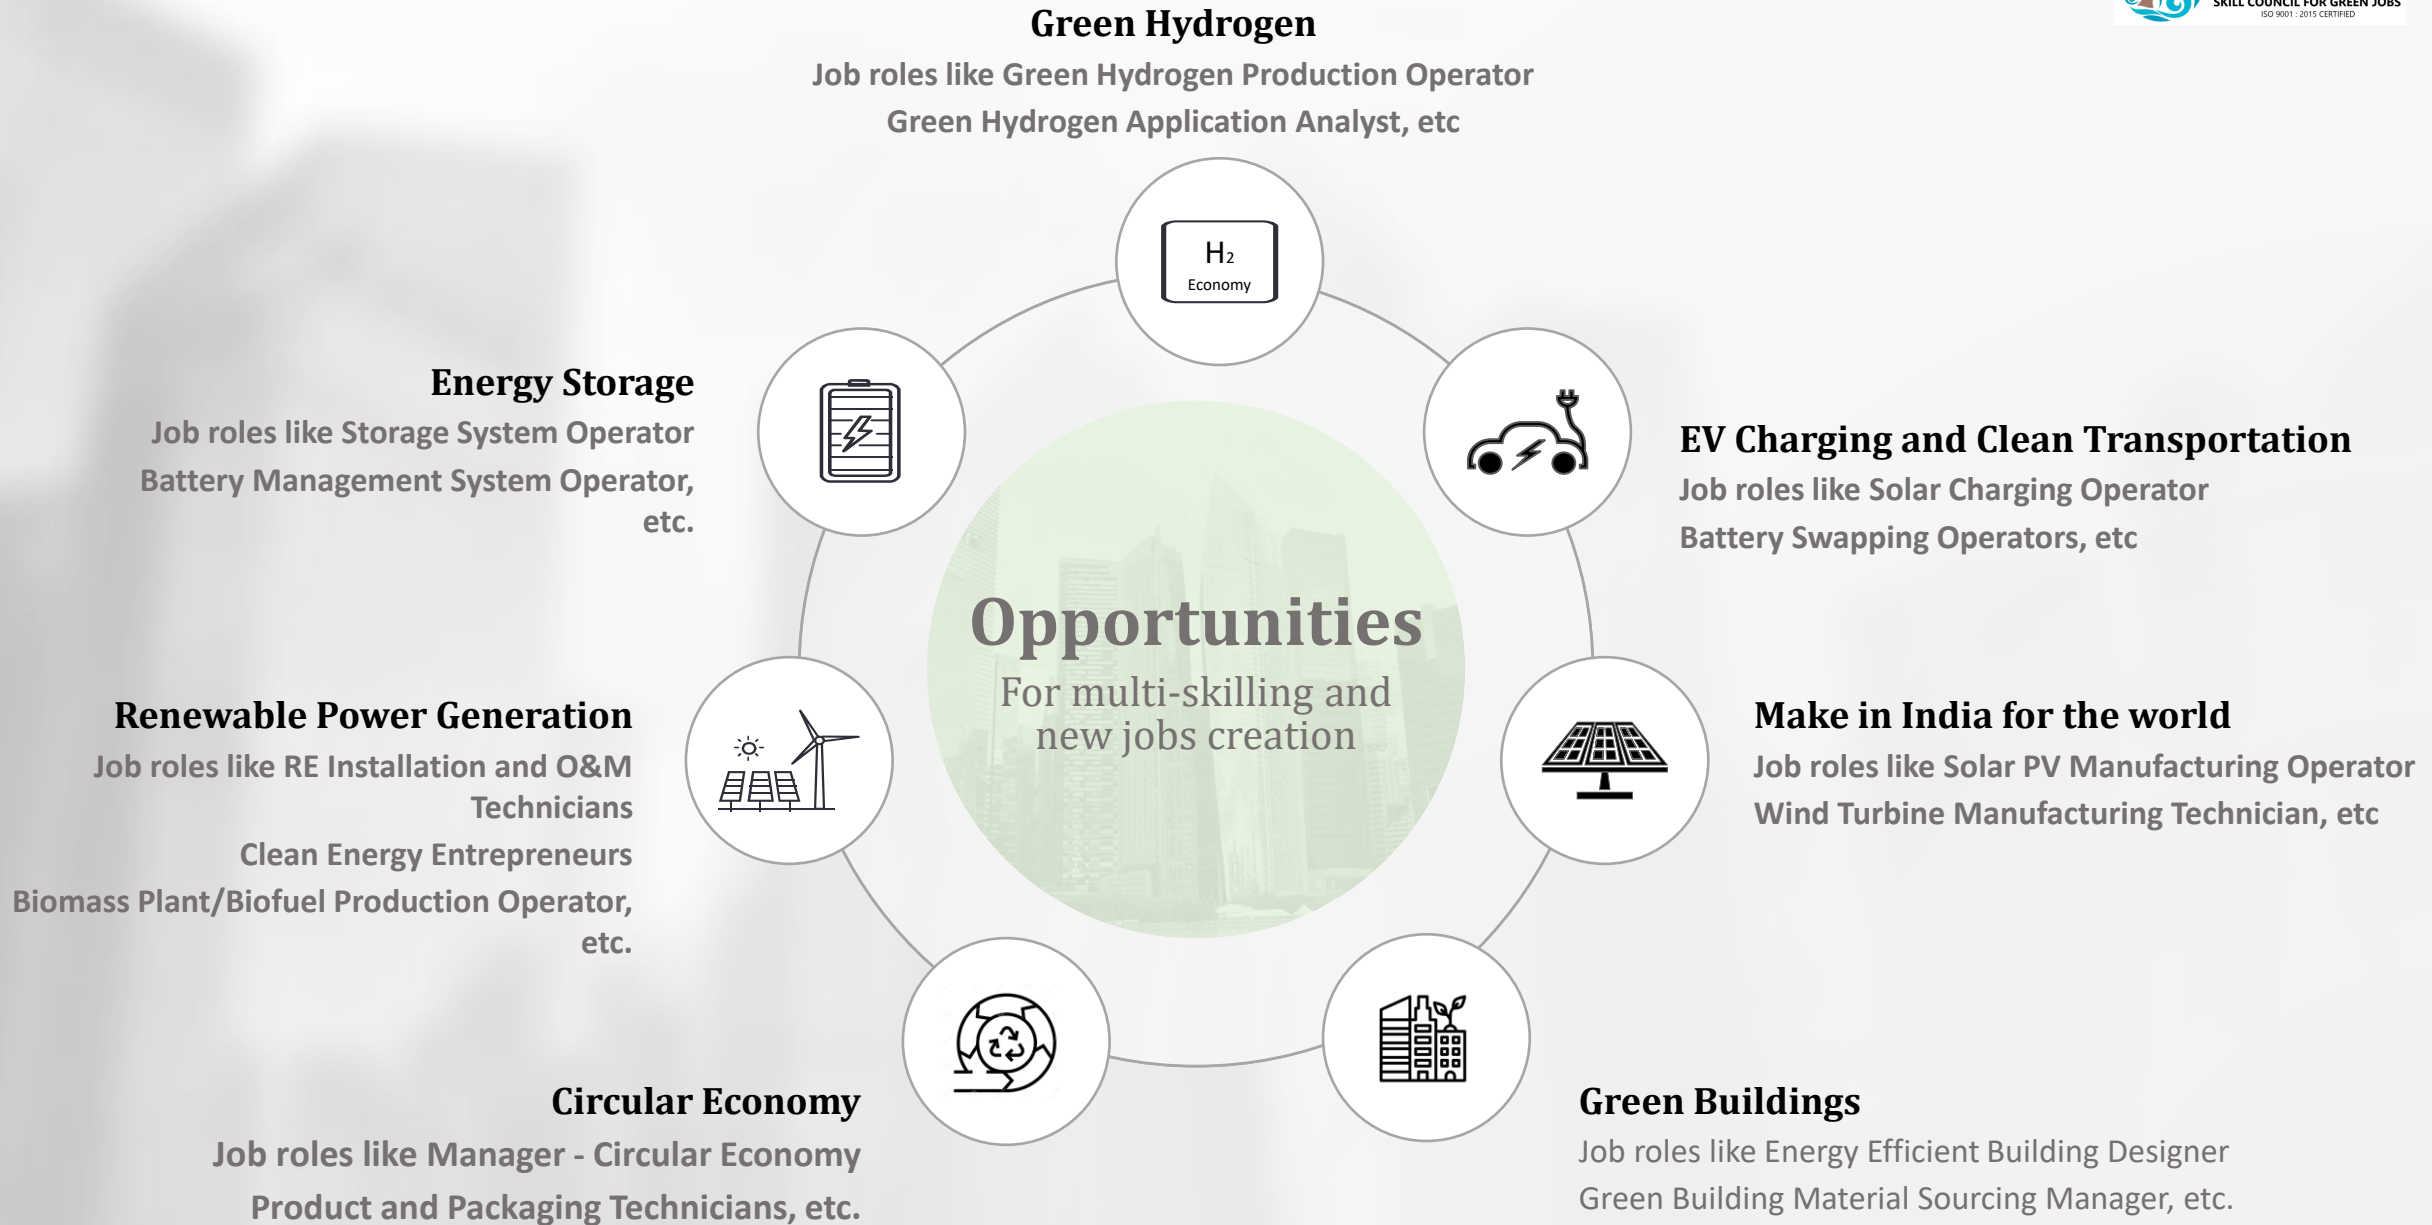 SKILL COUNCIL FOR GREEN JOBS
ISO 9001 : 2015 CERTIFIED
Green Hydrogen
Job roles like Green Hydrogen Production Operator
Green Hydrogen Application Analyst, etc
H2
Economy
Energy Storage
Job roles like Storage System Operator
Battery Management System Operator,
etc.
EV Charging and Clean Transportation
Job roles like Solar Charging Operator
Battery Swapping Operators, etc
Opportunities
For multi-skilling and
new jobs creation
Renewable Power Generation
Job roles like RE Installation and O&M
Technicians
Clean Energy Entrepreneurs
Biomass Plant/Biofuel Production Operator,
etc.
Make in India for the world
Job roles like Solar PV Manufacturing Operator
Wind Turbine Manufacturing Technician, etc
Circular Economy
Job roles like Manager - Circular Economy
Product and Packaging Technicians, etc.
Green Buildings
Job roles like Energy Efficient Building Designer
Green Building Material Sourcing Manager, etc.